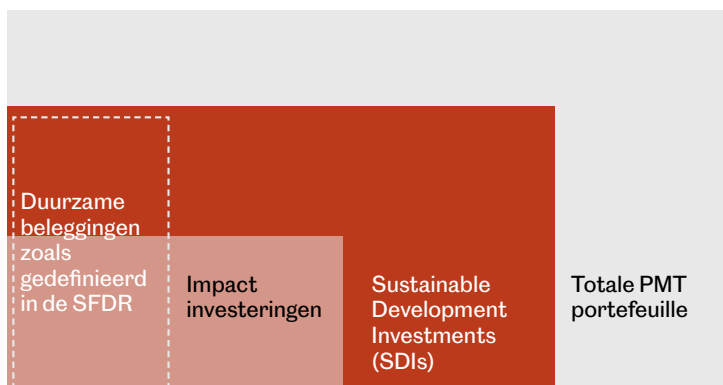 Duurzame
beleggingen
zoals
gedefinieerd
in de SFDR
Impact
investeringen
Sustainable
Development
Investments
(SDIs)
Totale PMT
portefeuille